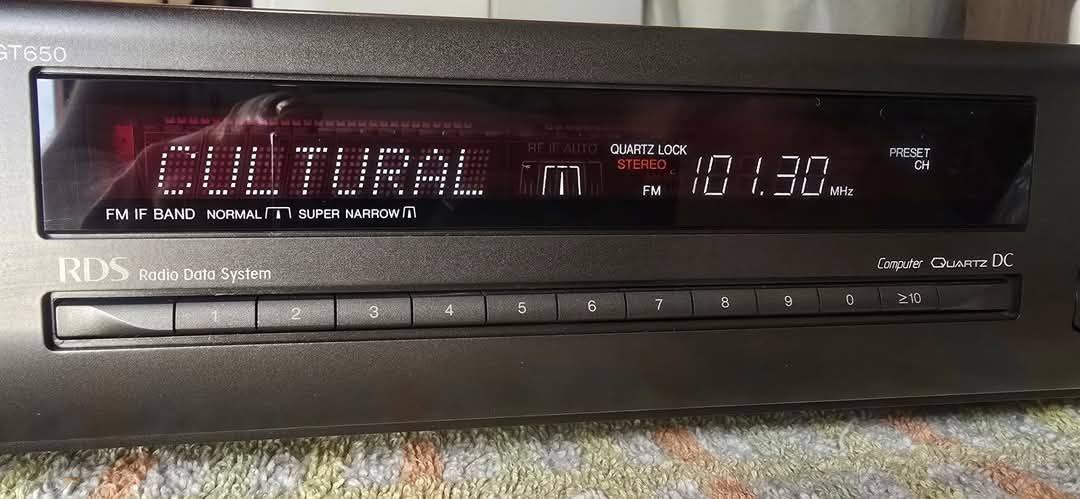 GT650
CULTURAL
RF IF AUTO
QUARTZ LOCK
STEREO
FM 101.30 MHz
PRESET
CH
FM IF BAND NORMAL SUPER NARROW
RDS Radio Data System
Computer QUARTZ DC
1 2 3 4 5 6 7 8 9 0 ≥10